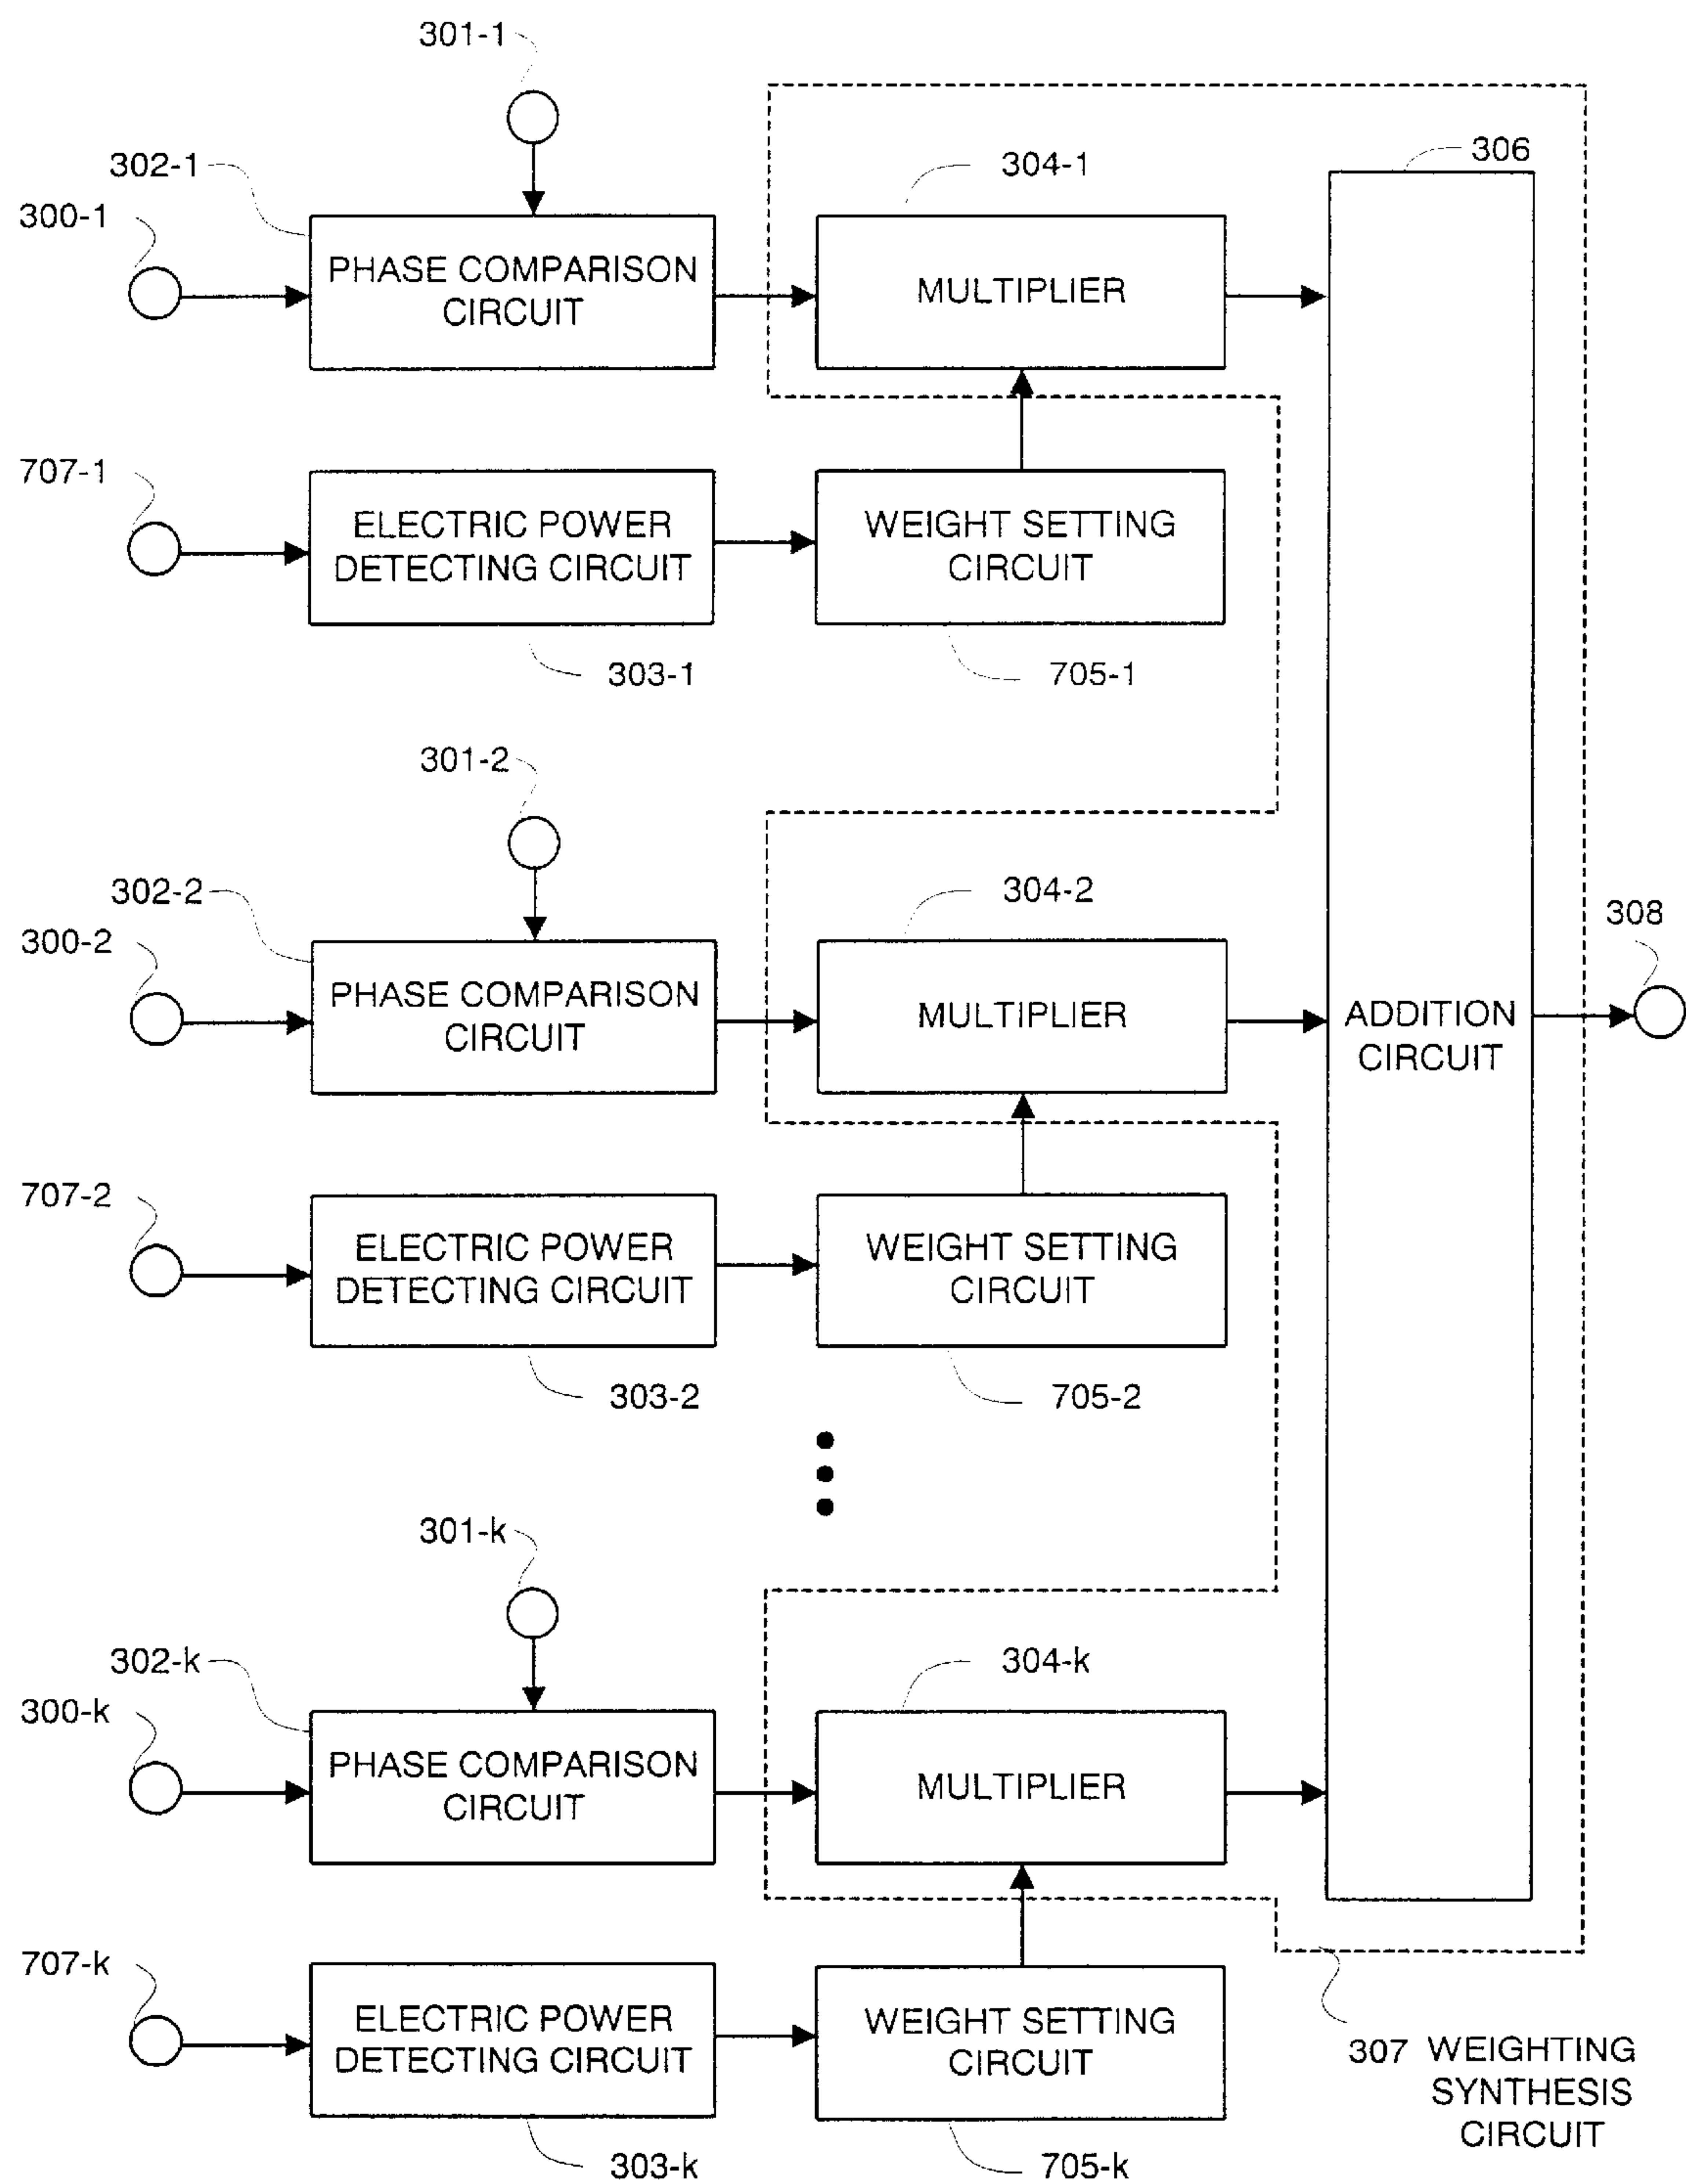 301-1
302-1
304-1
306
300-1
PHASE COMPARISON
CIRCUIT
MULTIPLIER
707-1
ELECTRIC POWER
DETECTING CIRCUIT
WEIGHT SETTING
CIRCUIT
303-1
705-1
301-2
302-2
304-2
308
300-2
PHASE COMPARISON
CIRCUIT
MULTIPLIER
ADDITION
CIRCUIT
707-2
ELECTRIC POWER
DETECTING CIRCUIT
WEIGHT SETTING
CIRCUIT
303-2
705-2
301-k
302-k
304-k
300-k
PHASE COMPARISON
CIRCUIT
MULTIPLIER
707-k
ELECTRIC POWER
DETECTING CIRCUIT
WEIGHT SETTING
CIRCUIT
307 WEIGHTING
SYNTHESIS
CIRCUIT
303-k
705-k